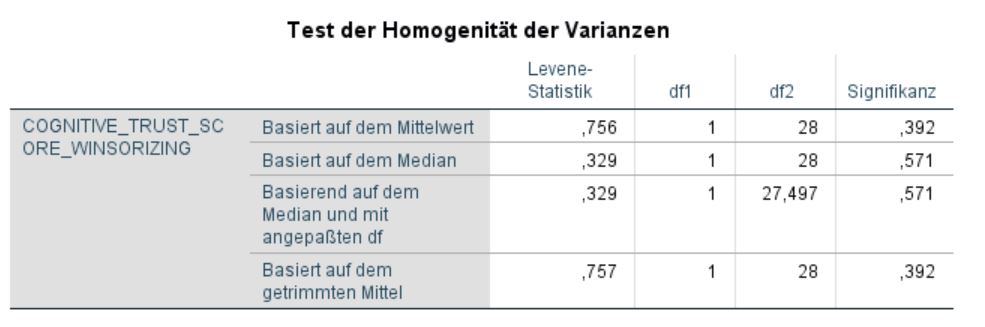 Test der Homogenität der Varianzen
Levene-
Statistik df1 df2 Signifikanz
COGNITIVE_TRUST_SC Basiert auf dem Mittelwert ,756 1 28 ,392
ORE_WINSORIZING
Basiert auf dem Median ,329 1 28 ,571
Basierend auf dem ,329 1 27,497 ,571
Median und mit
angepaßten df
Basiert auf dem ,757 1 28 ,392
getrimmten Mittel